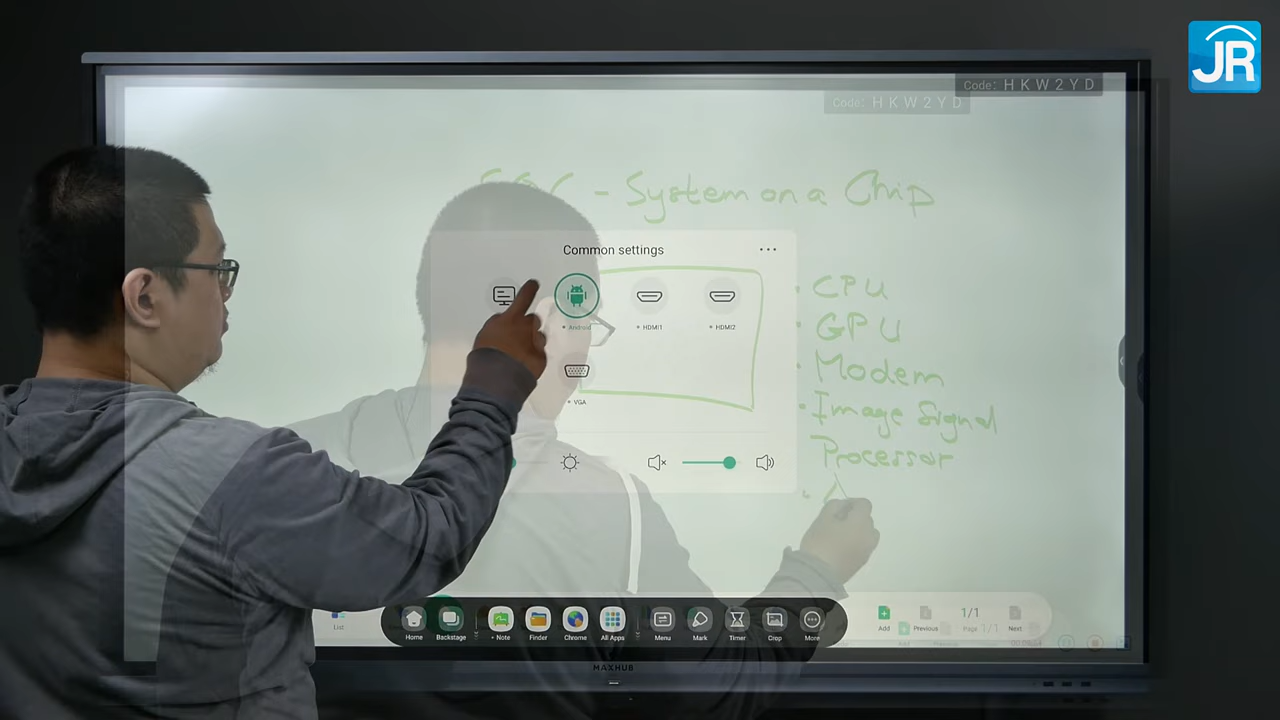 JR
Code: HKW2YD
Code: HKW2YD
SOC - System on a Chip
Common settings
Android
HDMI1
HDMI2
VGA
• CPU
• GPU
• Modem
• Image Signal
Processor
List
Home
Backstage
Note
Finder
Chrome
All Apps
Menu
Mark
Timer
Crop
More
Add
Previous
1/1
Page 1/1
Next
MAXHUB